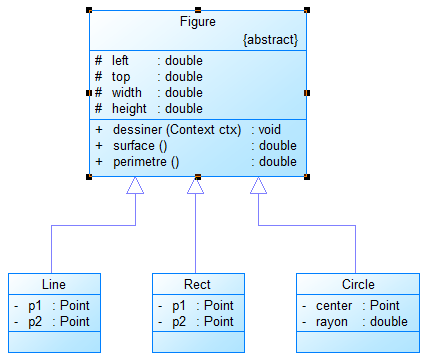 Figure
{abstract}
# left : double
# top : double
# width : double
# height : double
+ dessiner (Context ctx) : void
+ surface () : double
+ perimetre () : double
Line
- p1 : Point
- p2 : Point
Rect
- p1 : Point
- p2 : Point
Circle
- center : Point
- rayon : double